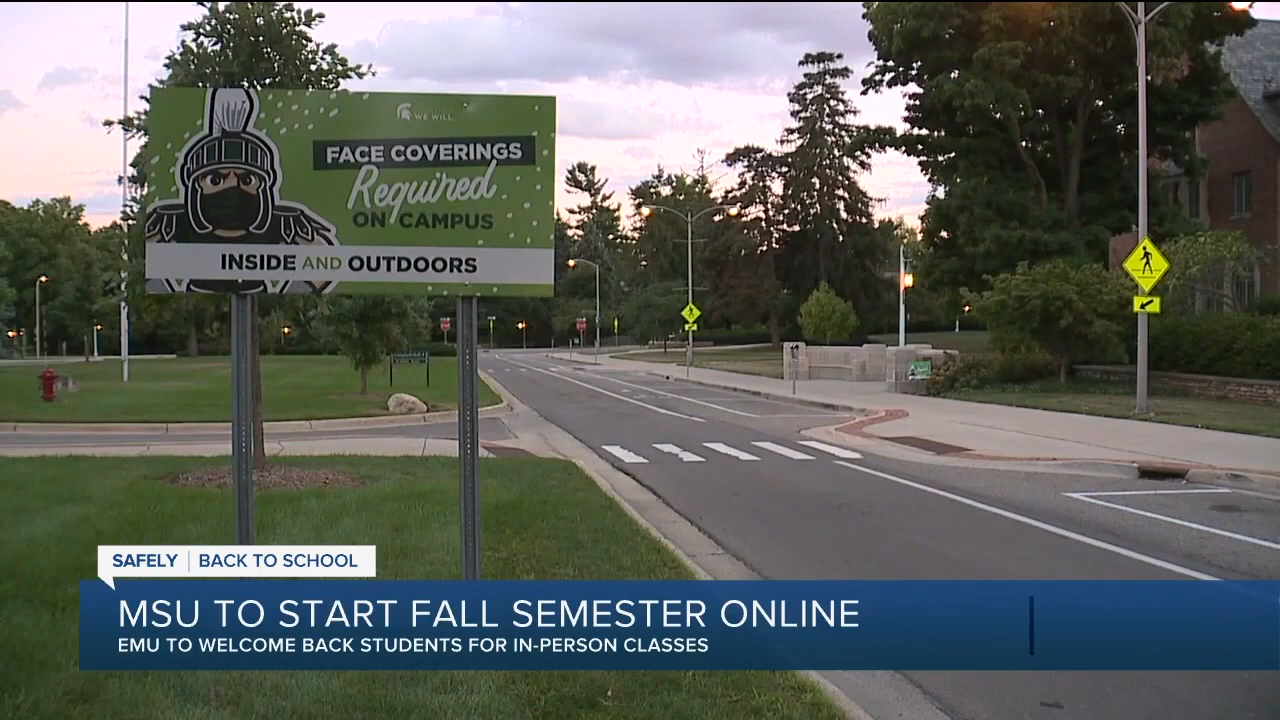 WE WILL
FACE COVERINGS
Required
ON CAMPUS
INSIDE AND OUTDOORS
SAFELY | BACK TO SCHOOL
MSU TO START FALL SEMESTER ONLINE
EMU TO WELCOME BACK STUDENTS FOR IN-PERSON CLASSES